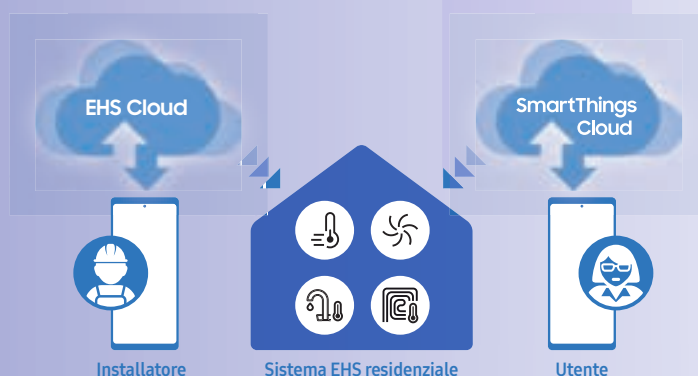 EHS Cloud
SmartThings
Cloud
Installatore
Sistema EHS residenziale
Utente